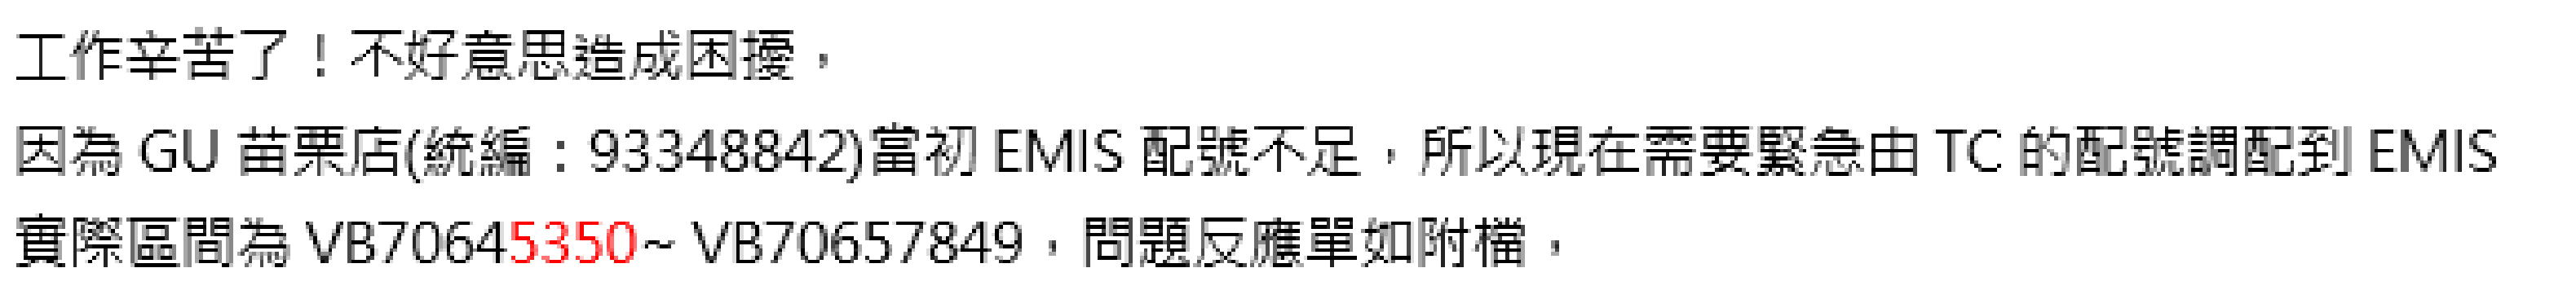 工作辛苦了！不好意思造成困擾，
因為 GU 苗栗店(統編：93348842)當初 EMIS 配號不足，所以現在需要緊急由 TC 的配號調配到 EMIS
實際區間為 VB70645350~ VB70657849，問題反應單如附檔，